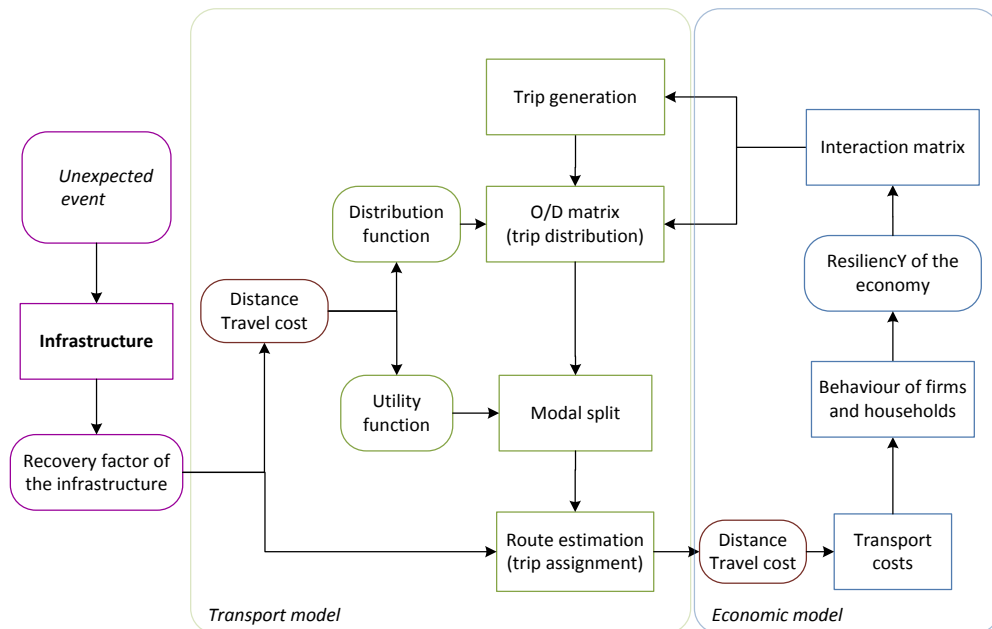 Trip generation
Unexpected
event
Interaction matrix
Distribution
function
O/D matrix
(trip distribution)
ResiliencY of the
economy
Distance
Travel cost
Infrastructure
Utility
function
Modal split
Behaviour of firms
and households
Recovery factor of
the infrastructure
Route estimation
(trip assignment)
Distance
Travel cost
Transport
costs
Transport model
Economic model